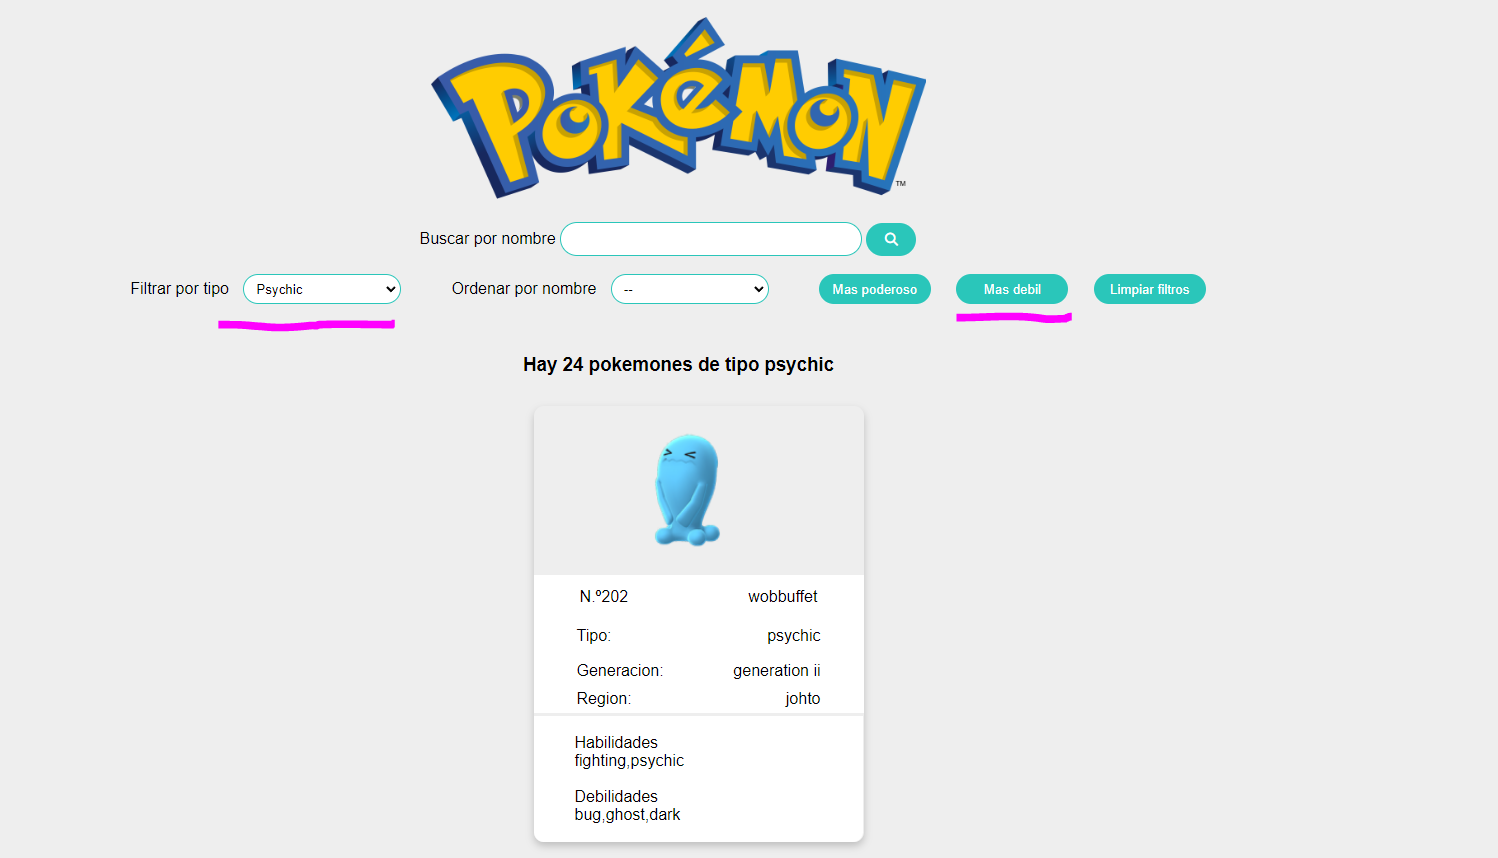 POKéMON
TM
Buscar por nombre
Filtrar por tipo Psychic Ordenar por nombre -- Mas poderoso Mas debil Limpiar filtros
Hay 24 pokemones de tipo psychic
N.º202 wobbuffet
Tipo: psychic
Generacion: generation ii
Region: johto
Habilidades
fighting,psychic
Debilidades
bug,ghost,dark